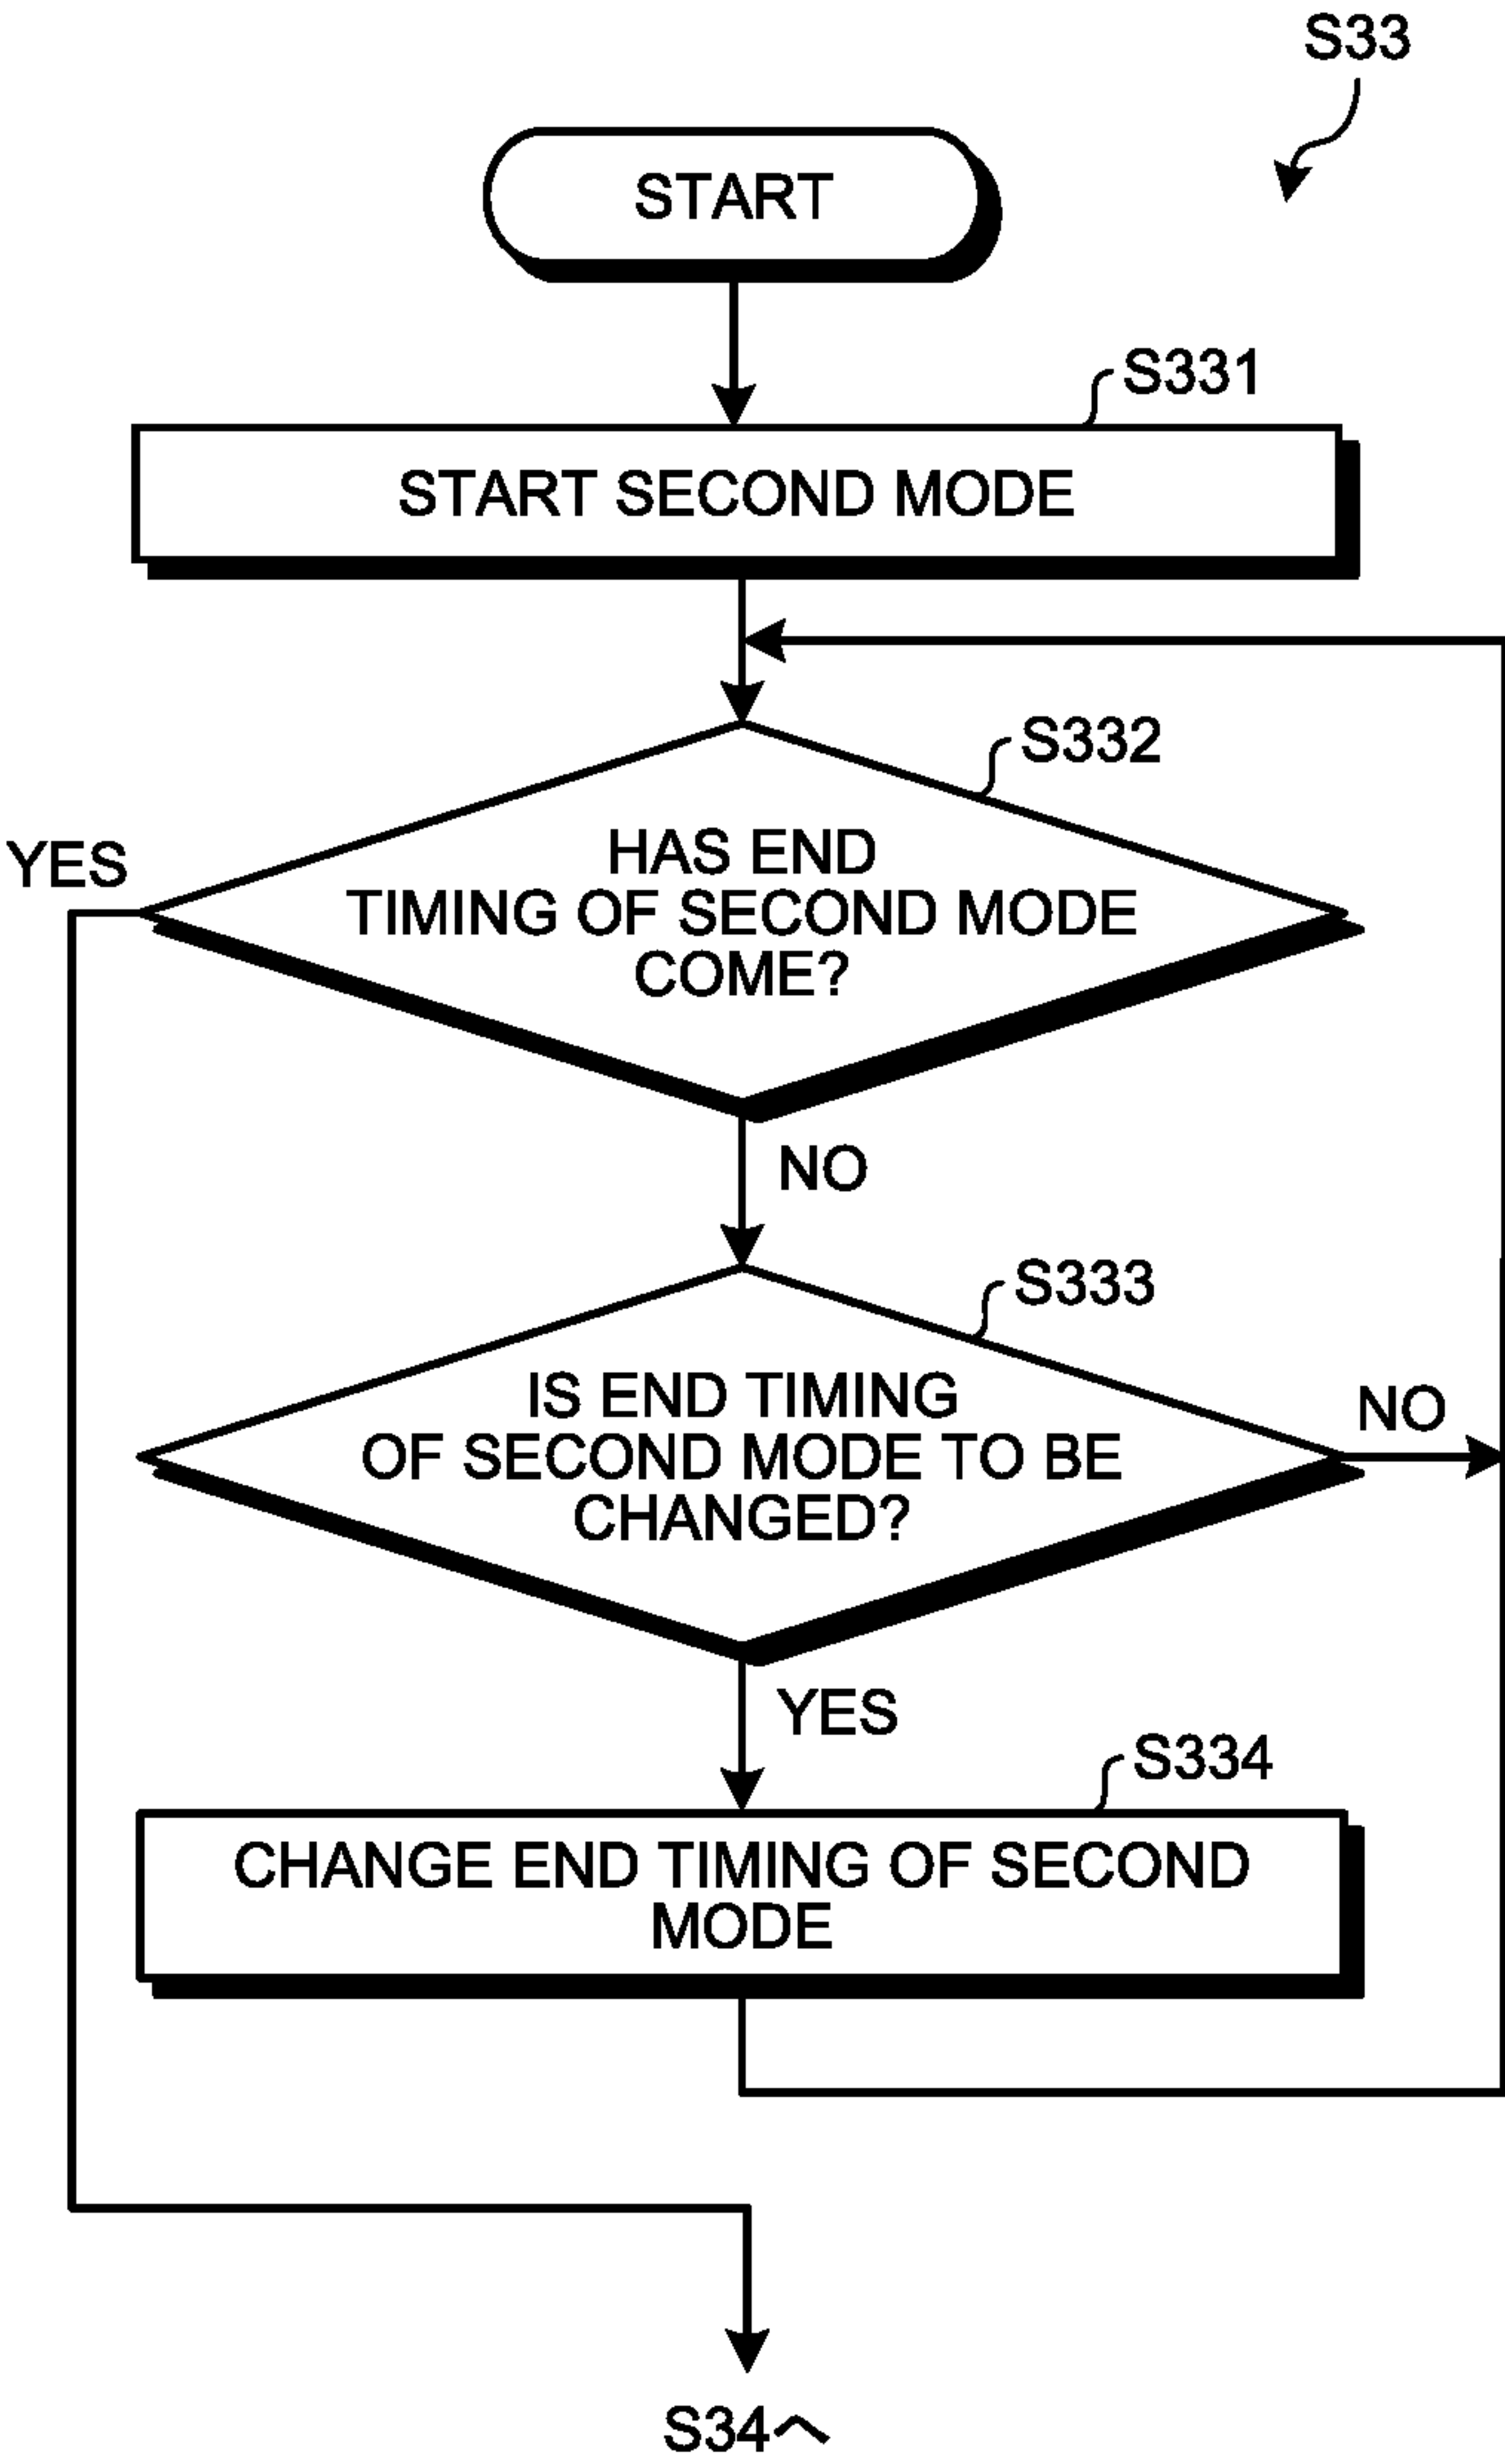 S33
START
S331
START SECOND MODE
S332
YES
HAS END
TIMING OF SECOND MODE
COME?
NO
S333
IS END TIMING
OF SECOND MODE TO BE
CHANGED?
NO
YES
S334
CHANGE END TIMING OF SECOND
MODE
S34へ